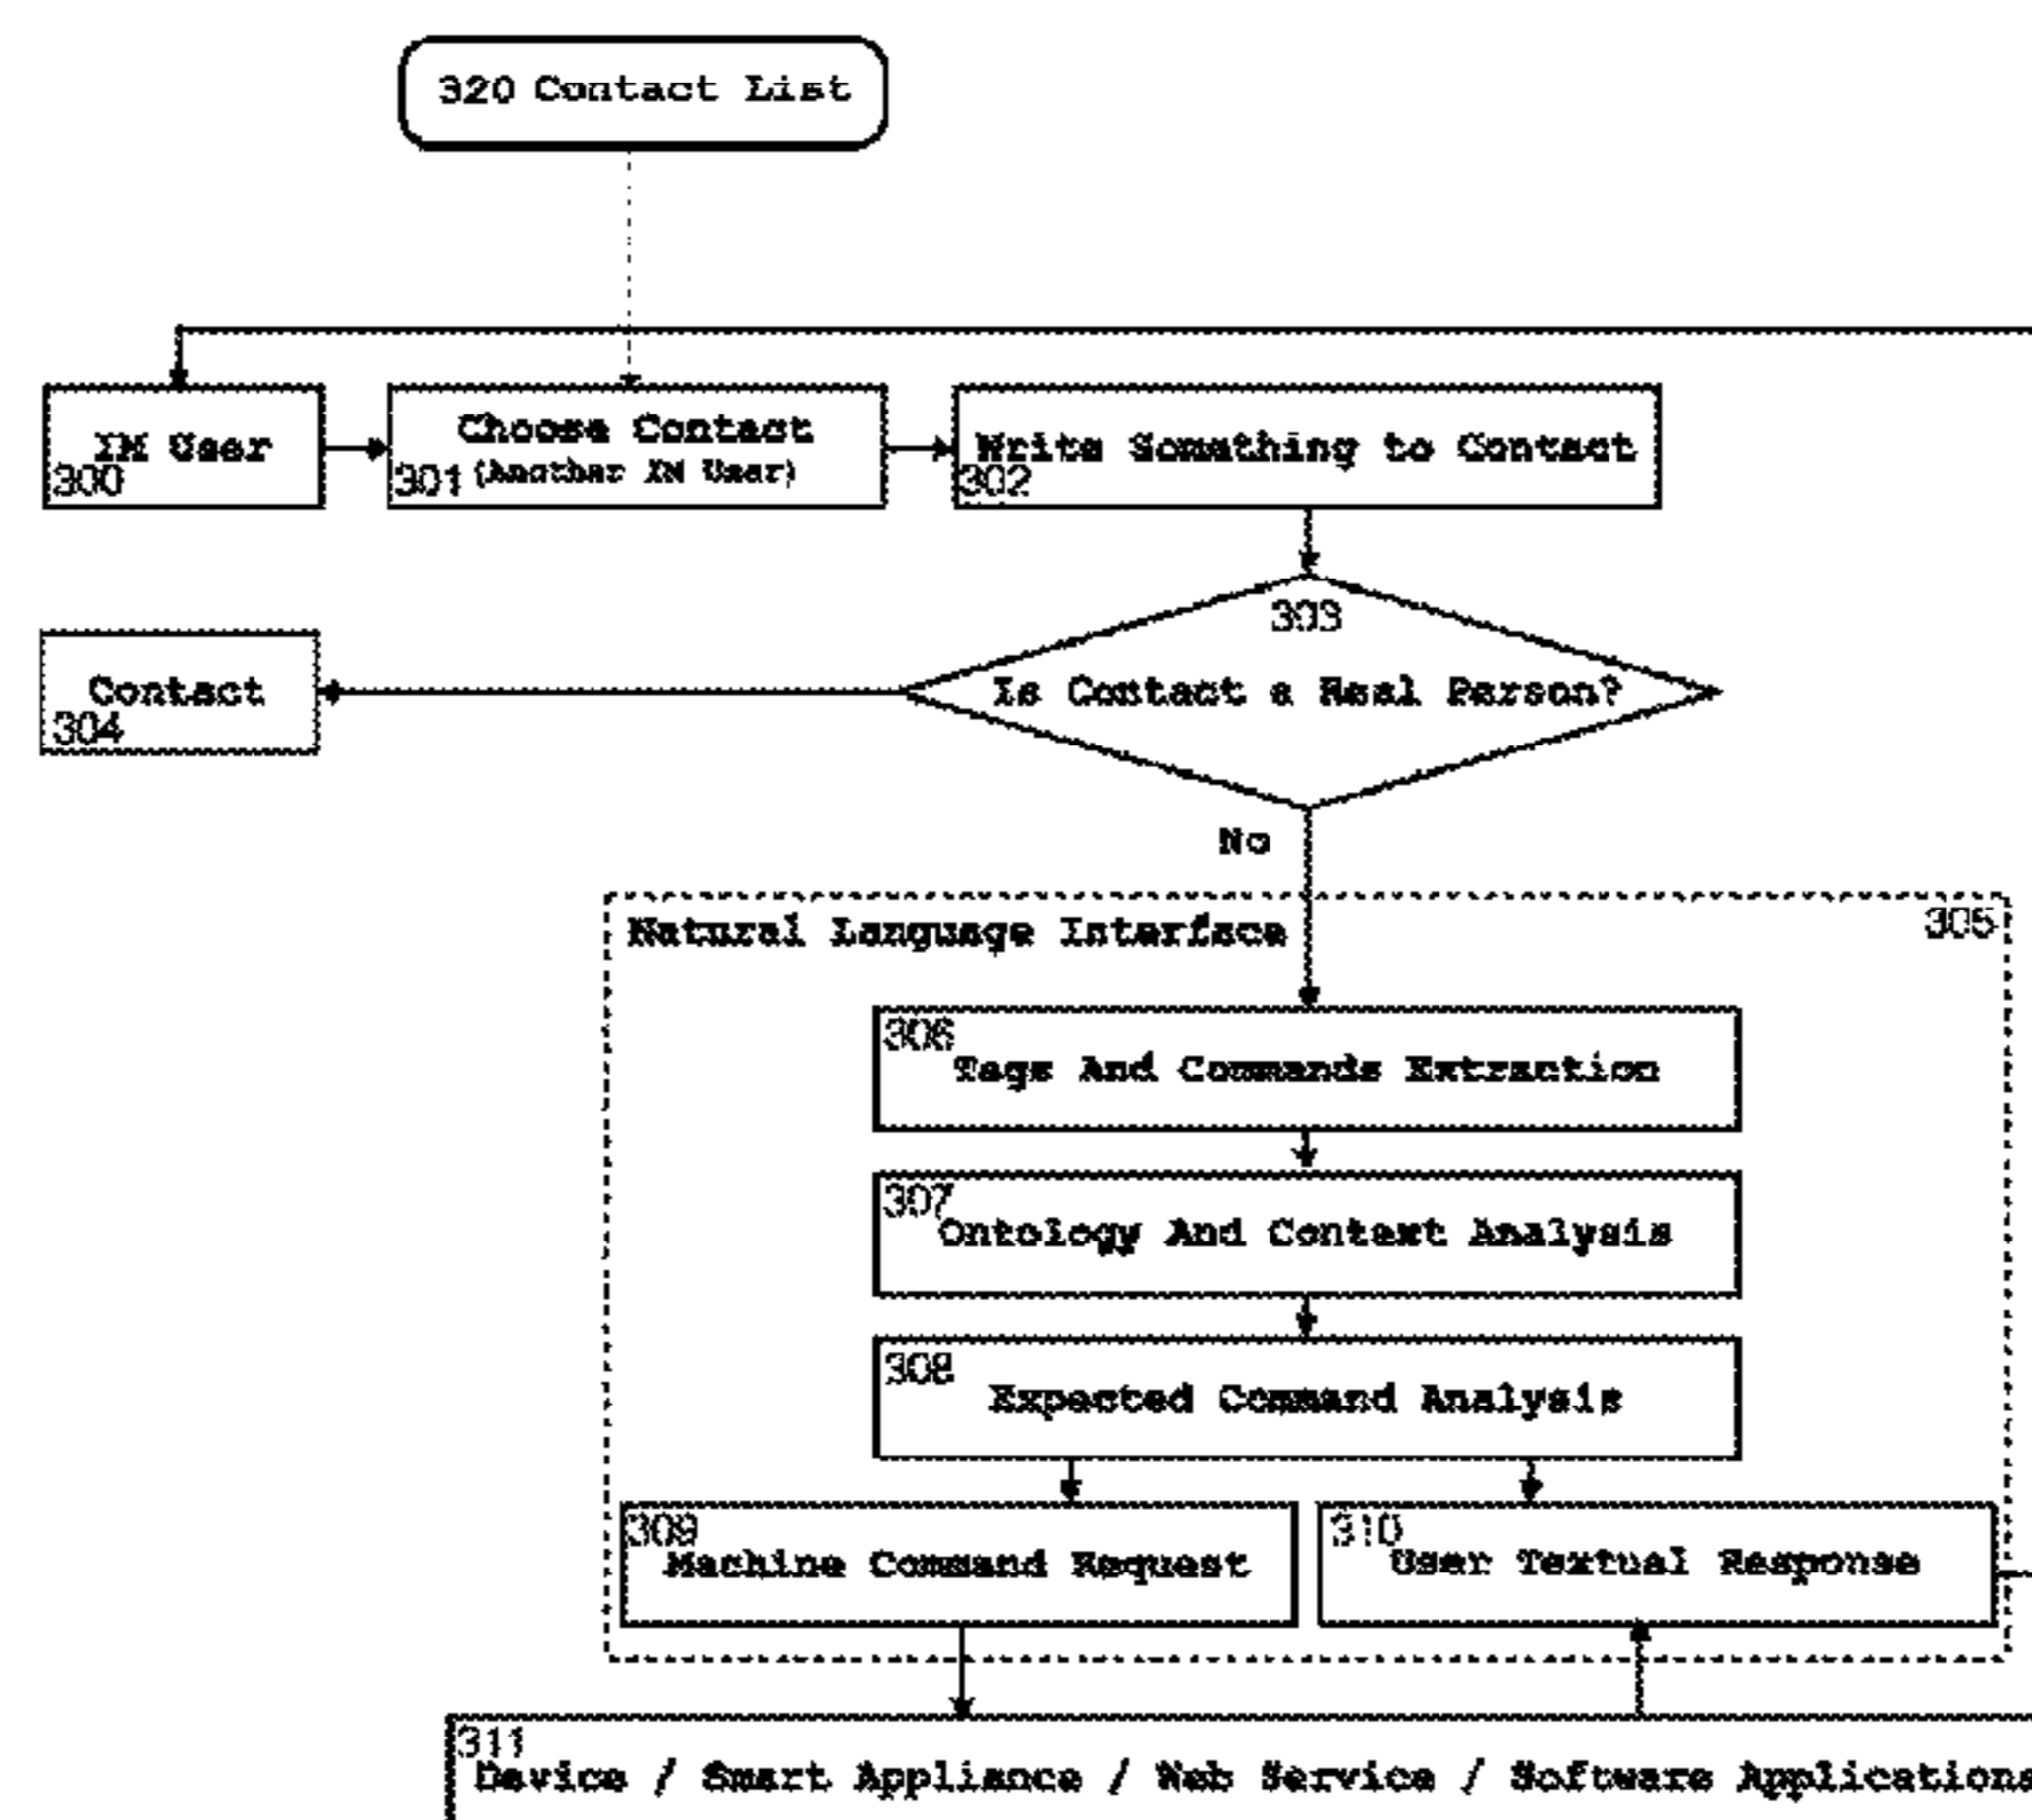 320 Contact List
IM User
300
Choose Contact
301 (Another IM User)
Write Something to Contact
302
303
Is Contact a Real Person?
Contact
304
No
Natural Language Interface
305
306
Tags And Commands Extraction
307
Ontology And Context Analysis
308
Expected Command Analysis
309
Machine Command Request
310
User Textual Response
311
Device / Smart Appliance / Web Service / Software Applications